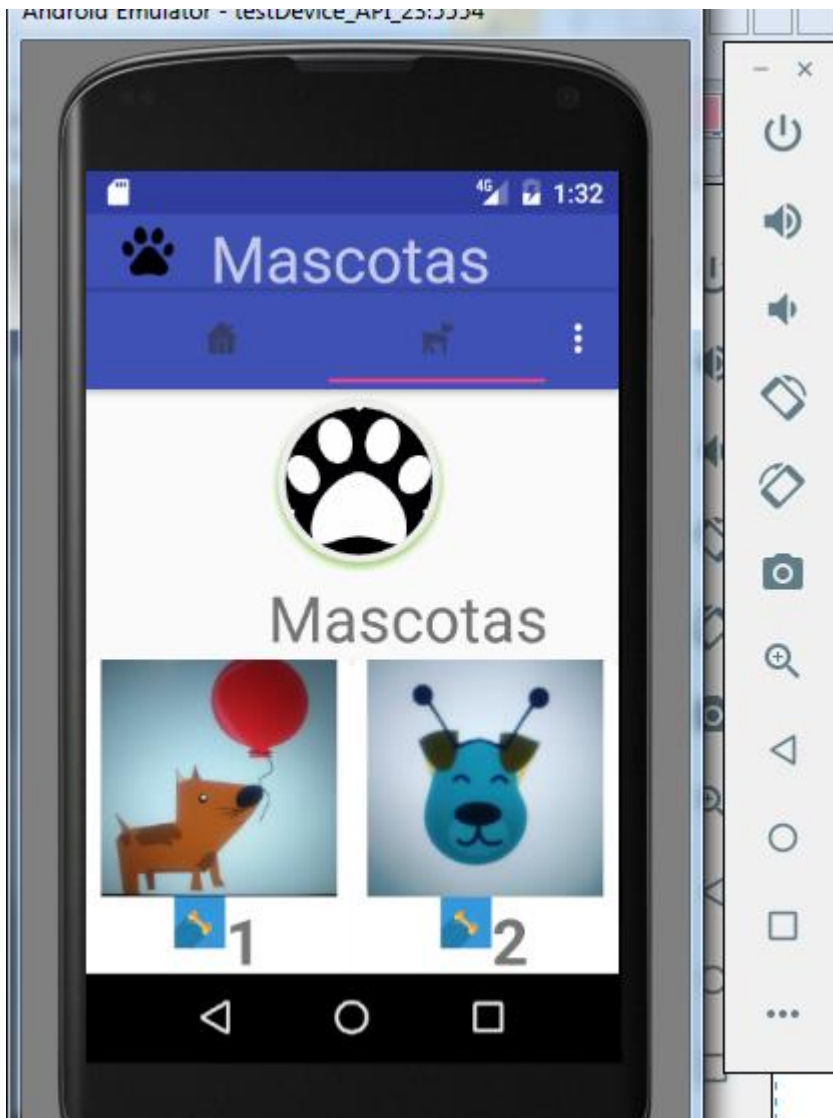 Android Emulator - testDevice_API_23:5554
4G 1:32
Mascotas
Mascotas
1 2